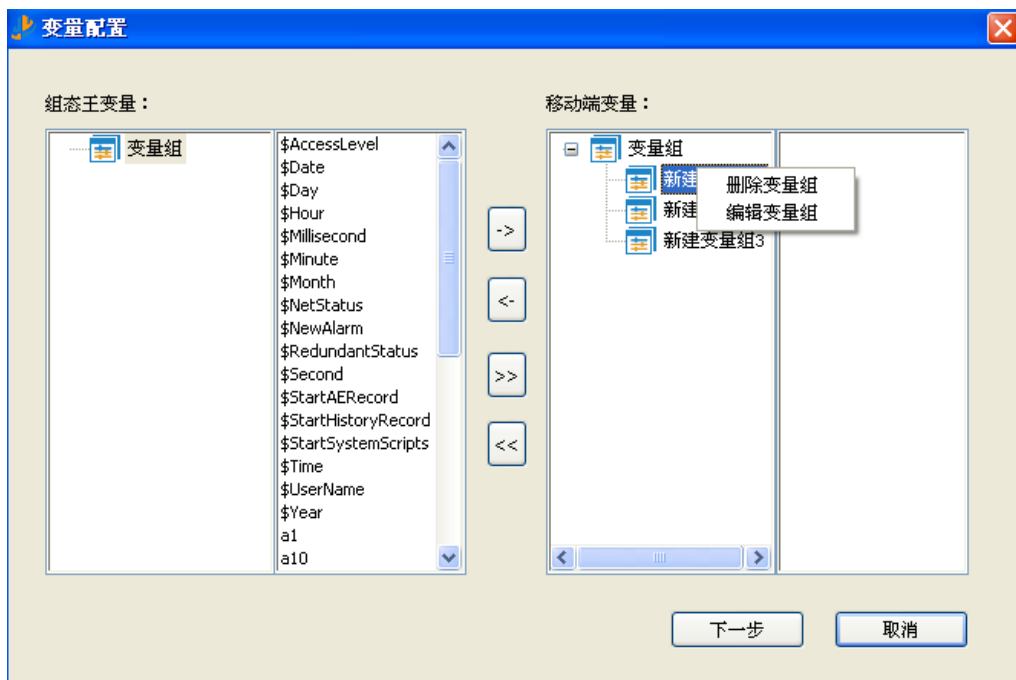 变量配置
组态王变量：
变量组
$AccessLevel
$Date
$Day
$Hour
$Millisecond
$Minute
$Month
$NetStatus
$NewAlarm
$RedundantStatus
$Second
$StartAERecord
$StartHistoryRecord
$StartSystemScripts
$Time
$UserName
$Year
a1
a10
->
<-
>>
<<
移动端变量：
变量组
新建
新建
新建变量组3
删除变量组
编辑变量组
下一步
取消